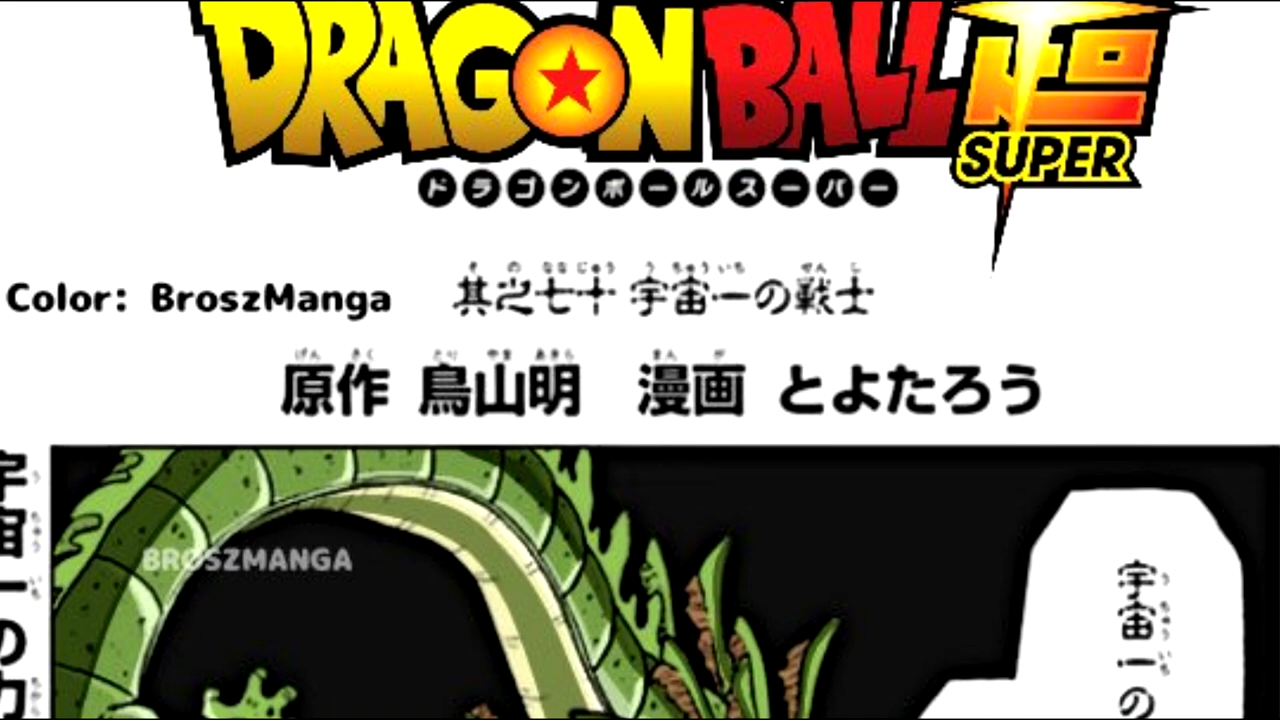 DRAGON BALL 超
SUPER
ドラゴンボールスーパー
Color: BroszManga
其之七十 宇宙一の戦士
原作 鳥山明 漫画 とよたろう
宇宙一の
宇宙一の力
BROSZMANGA